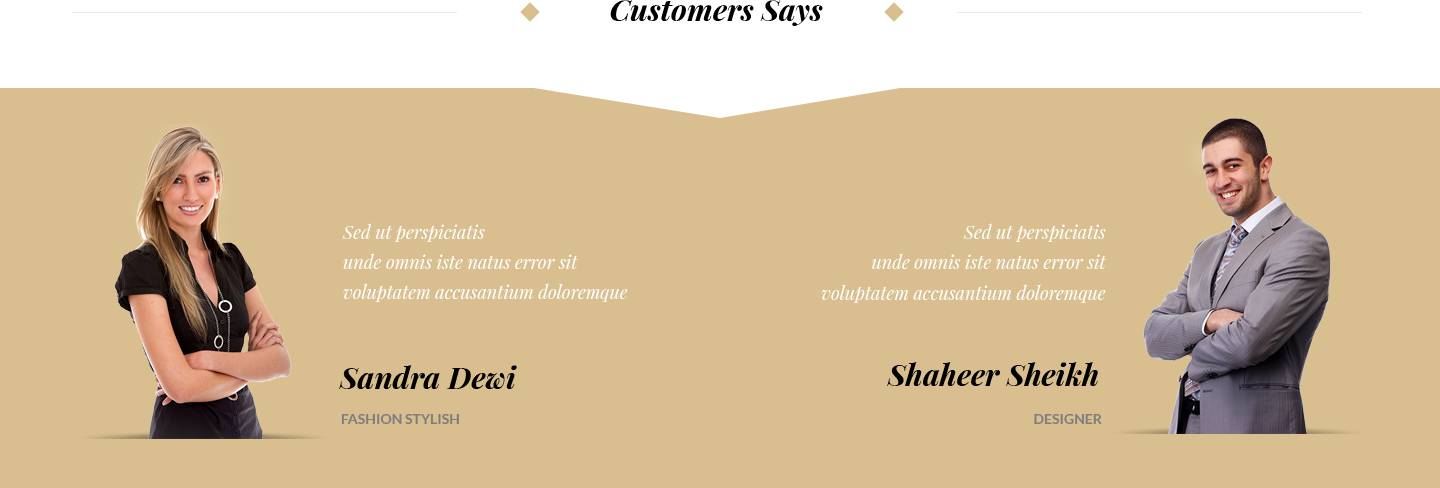 Customers Says
Sed ut perspiciatis
unde omnis iste natus error sit
voluptatem accusantium doloremque
Sandra Dewi
FASHION STYLISH
Sed ut perspiciatis
unde omnis iste natus error sit
voluptatem accusantium doloremque
Shaheer Sheikh
DESIGNER